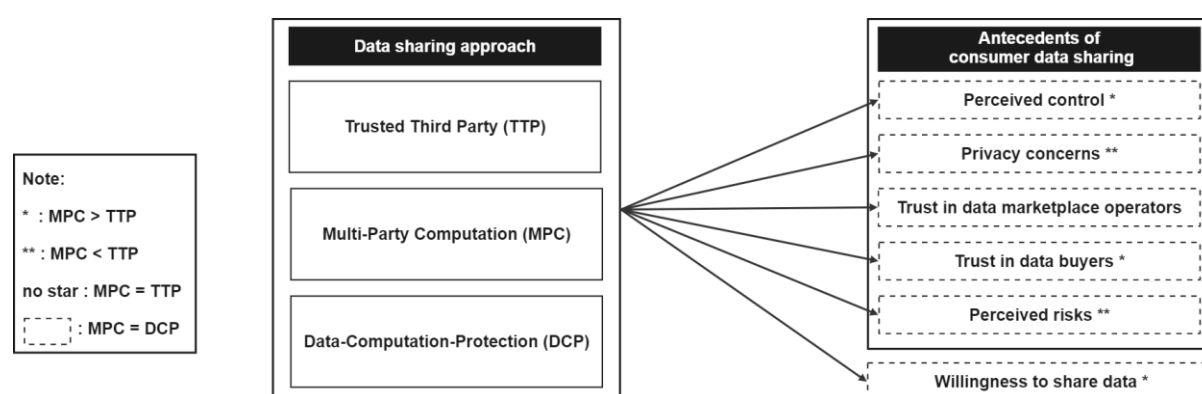 Data sharing approach
Trusted Third Party (TTP)
Multi-Party Computation (MPC)
Data-Computation-Protection (DCP)
Antecedents of
consumer data sharing
Perceived control *
Privacy concerns **
Trust in data marketplace operators
Trust in data buyers *
Perceived risks **
Willingness to share data *
Note:
* : MPC > TTP
** : MPC < TTP
no star : MPC = TTP
: MPC = DCP